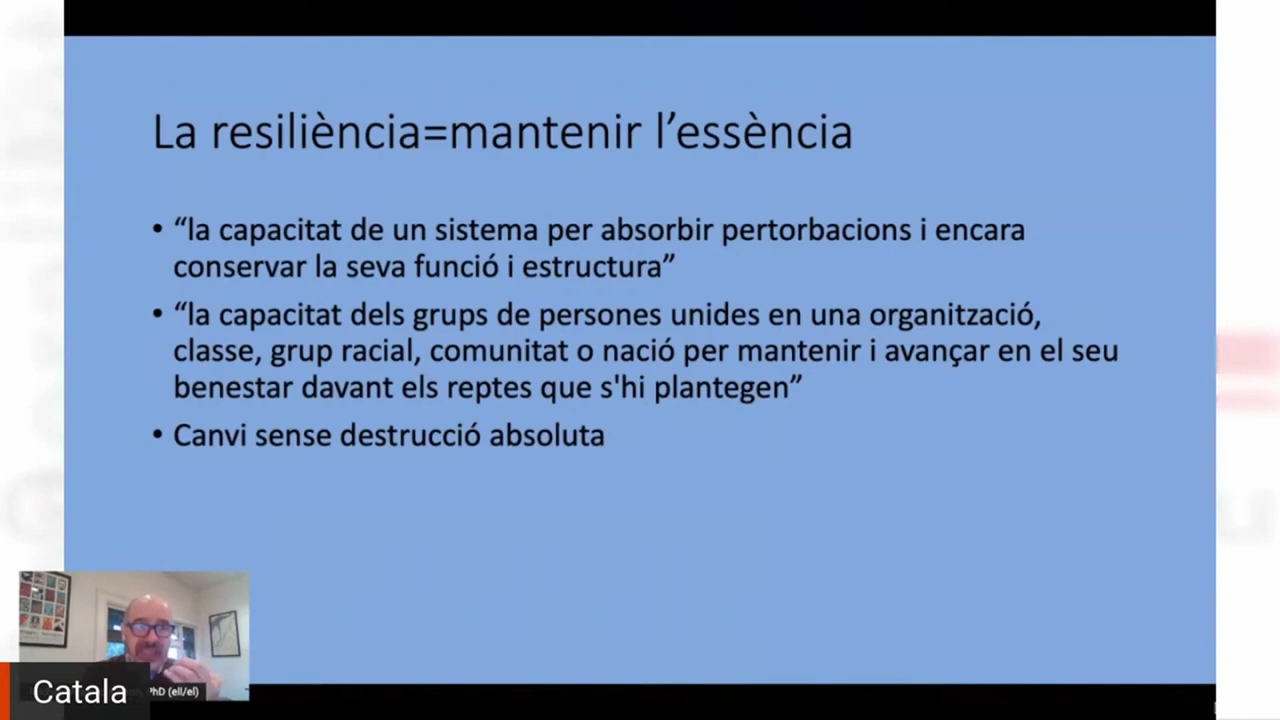 La resiliència=mantenir l’essència
• “la capacitat de un sistema per absorbir pertorbacions i encara
conservar la seva funció i estructura”
• “la capacitat dels grups de persones unides en una organització,
classe, grup racial, comunitat o nació per mantenir i avançar en el seu
benestar davant els reptes que s'hi plantegen”
• Canvi sense destrucció absoluta
PhD (ell/el)
Catala